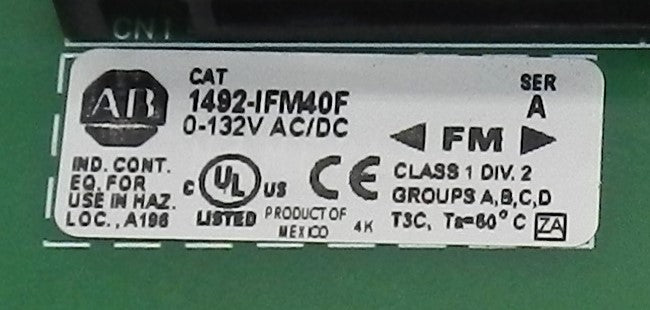 CN1
AB
CAT
1492-IFM40F
0-132V AC/DC
SER
A
FM
IND. CONT.
EQ. FOR
USE IN HAZ.
LOC., A196
C UL US
LISTED
CE
PRODUCT OF
MEXICO
4K
CLASS 1 DIV. 2
GROUPS A,B,C,D
T3C, Ta=60°C ZA